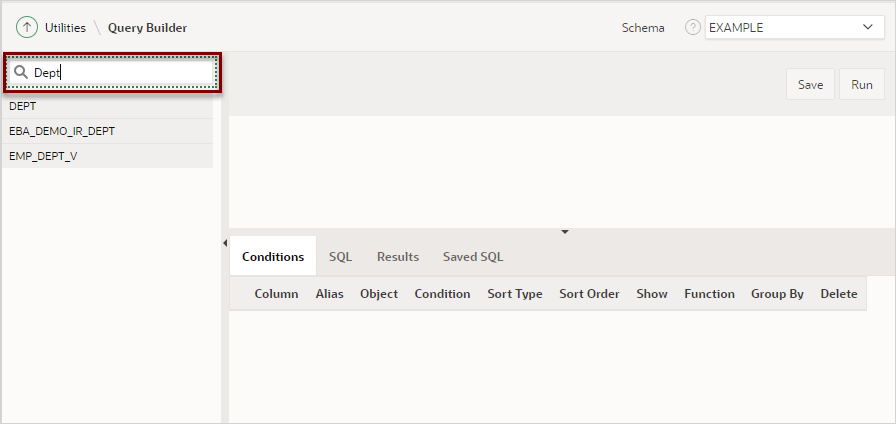 Utilities \ Query Builder
Schema ? EXAMPLE
Dept
Save Run
DEPT
EBA_DEMO_IR_DEPT
EMP_DEPT_V
Conditions SQL Results Saved SQL
Column Alias Object Condition Sort Type Sort Order Show Function Group By Delete